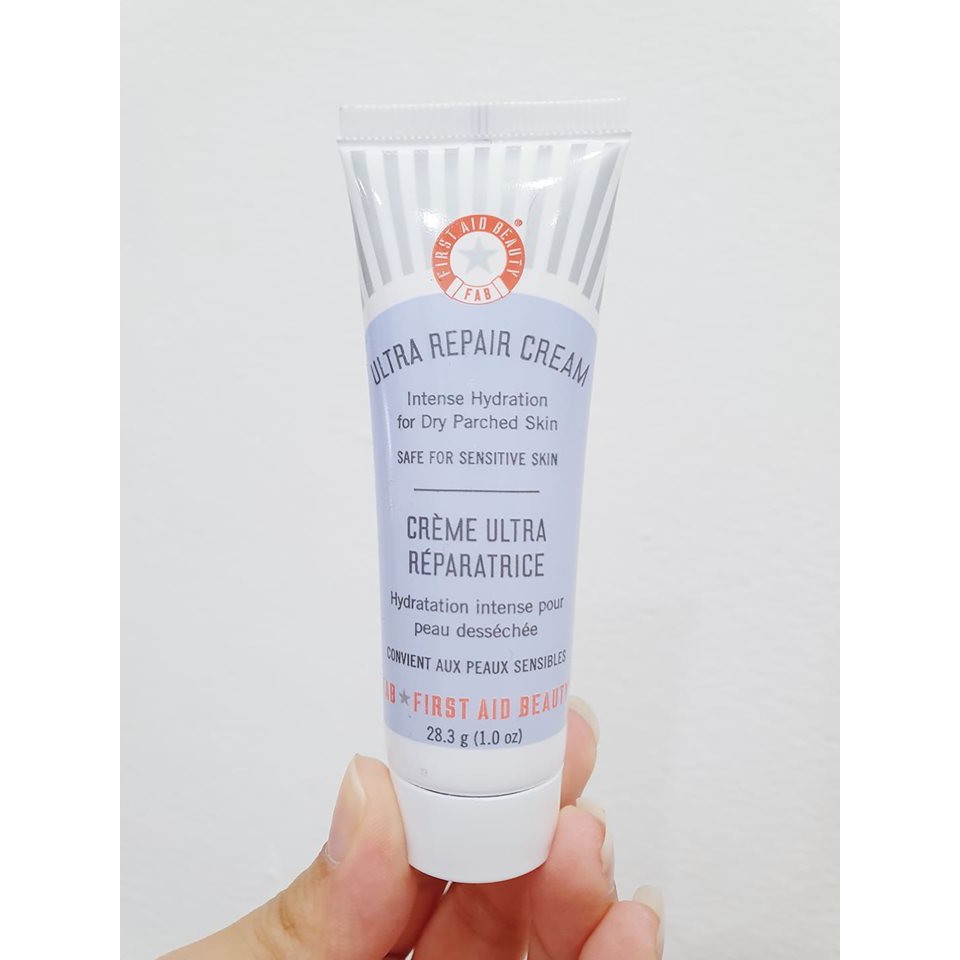 FIRST AID BEAUTY®
FAB
ULTRA REPAIR CREAM
Intense Hydration
for Dry Parched Skin
SAFE FOR SENSITIVE SKIN
CRÈME ULTRA
RÉPARATRICE
Hydratation intense pour
peau desséchée
CONVIENT AUX PEAUX SENSIBLES
AB★FIRST AID BEAUTY
28.3 g (1.0 oz)